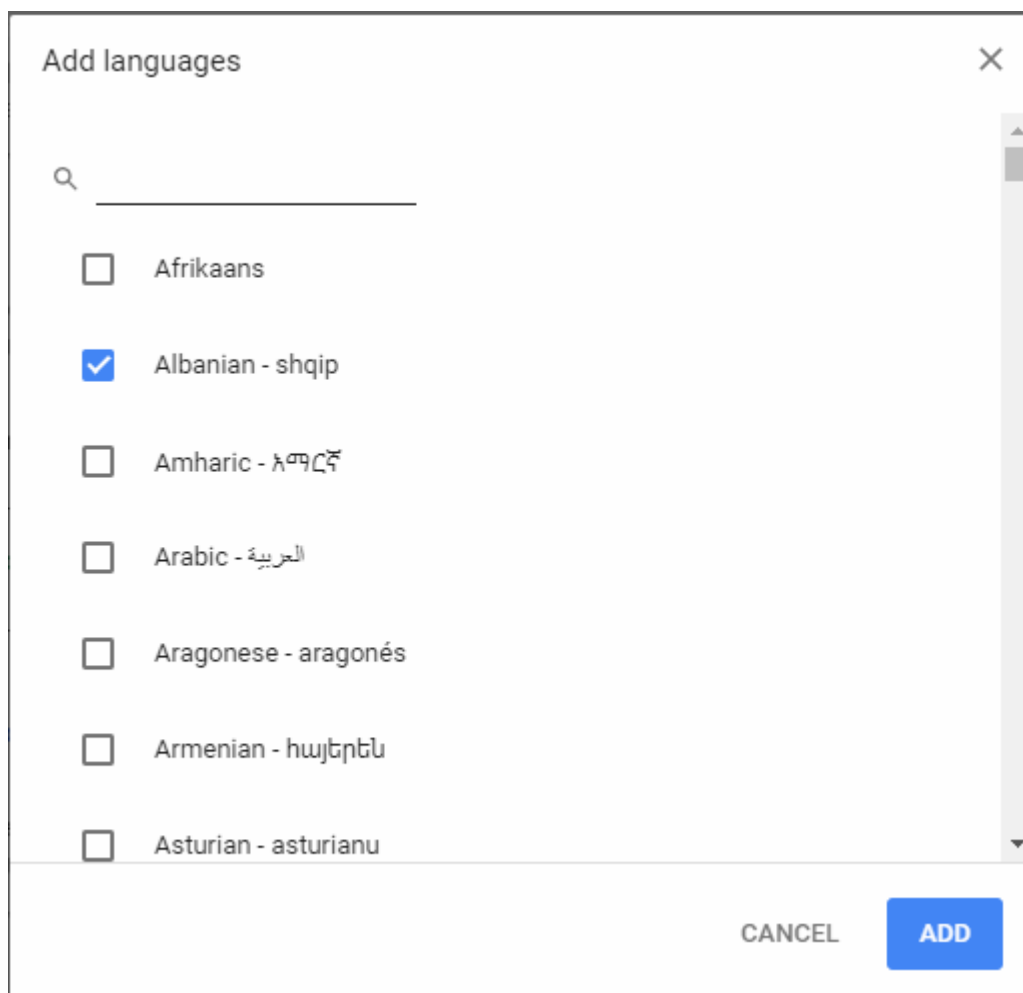 Add languages
Afrikaans
Albanian - shqip
Amharic - አማርኛ
Arabic - العربية
Aragonese - aragonés
Armenian - հայերեն
Asturian - asturianu
CANCEL
ADD